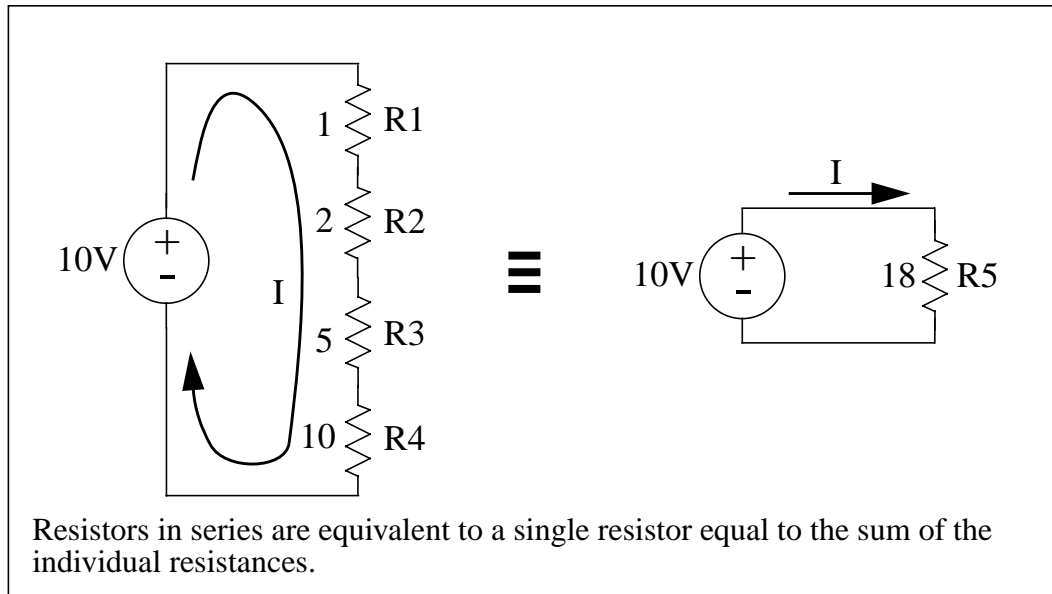 1 R1
2 R2
10V + -
I
5 R3
10 R4
≡
I
10V + -
18 R5
Resistors in series are equivalent to a single resistor equal to the sum of the
individual resistances.